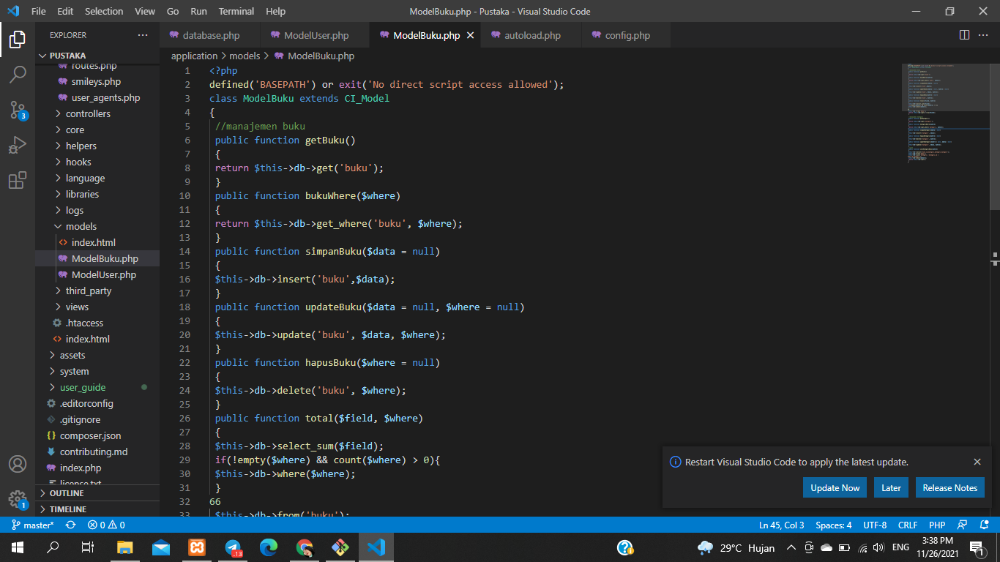 File Edit Selection View Go Run Terminal Help ModelBuku.php - Pustaka - Visual Studio Code
EXPLORER
PUSTAKA
routes.php
smileys.php
user_agents.php
controllers
core
helpers
hooks
language
libraries
logs
models
index.html
ModelBuku.php
ModelUser.php
third_party
views
.htaccess
index.html
assets
system
user_guide
.editorconfig
.gitignore
composer.json
contributing.md
index.php
license.txt
OUTLINE
TIMELINE
3
1
database.php ModelUser.php ModelBuku.php autoload.php config.php
application > models > ModelBuku.php
1 <?php
2 defined('BASEPATH') or exit('No direct script access allowed');
3 class ModelBuku extends CI_Model
4 {
5 //manajemen buku
6 public function getBuku()
7 {
8 return $this->db->get('buku');
9 }
10 public function bukuWhere($where)
11 {
12 return $this->db->get_where('buku', $where);
13 }
14 public function simpanBuku($data = null)
15 {
16 $this->db->insert('buku',$data);
17 }
18 public function updateBuku($data = null, $where = null)
19 {
20 $this->db->update('buku', $data, $where);
21 }
22 public function hapusBuku($where = null)
23 {
24 $this->db->delete('buku', $where);
25 }
26 public function total($field, $where)
27 {
28 $this->db->select_sum($field);
29 if(!empty($where) && count($where) > 0){
30 $this->db->where($where);
31 }
32 66
33 $this->db->from('buku');
Restart Visual Studio Code to apply the latest update.
Update Now Later Release Notes
master* 0 0 Ln 45, Col 3 Spaces: 4 UTF-8 CRLF PHP
..13
29°C Hujan ENG 3:38 PM
11/26/2021
1